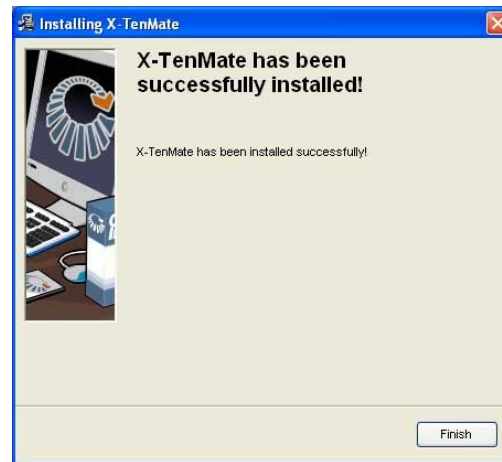 Installing X-TenMate
X-TenMate has been
successfully installed!
X-TenMate has been installed successfully!
Finish